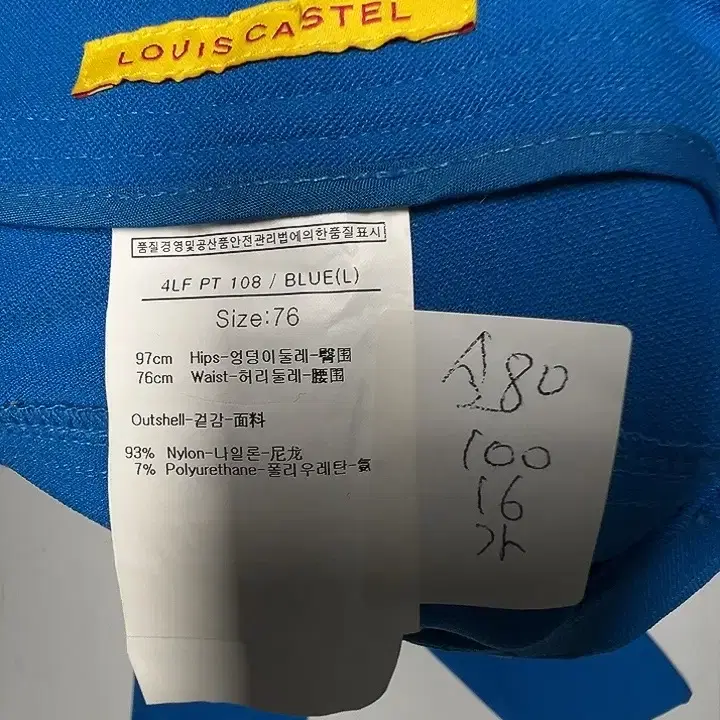 LOUISCASTEL
품질경영및공산품안전관리법에의한품질표시
4LF PT 108 / BLUE(L)
Size:76
97cm Hips-엉덩이둘레-臀围
76cm Waist-허리둘레-腰围
Outshell-겉감-面料
93% Nylon-나일론-尼龙
7% Polyurethane-폴리우레탄-氨
80
100
16
가